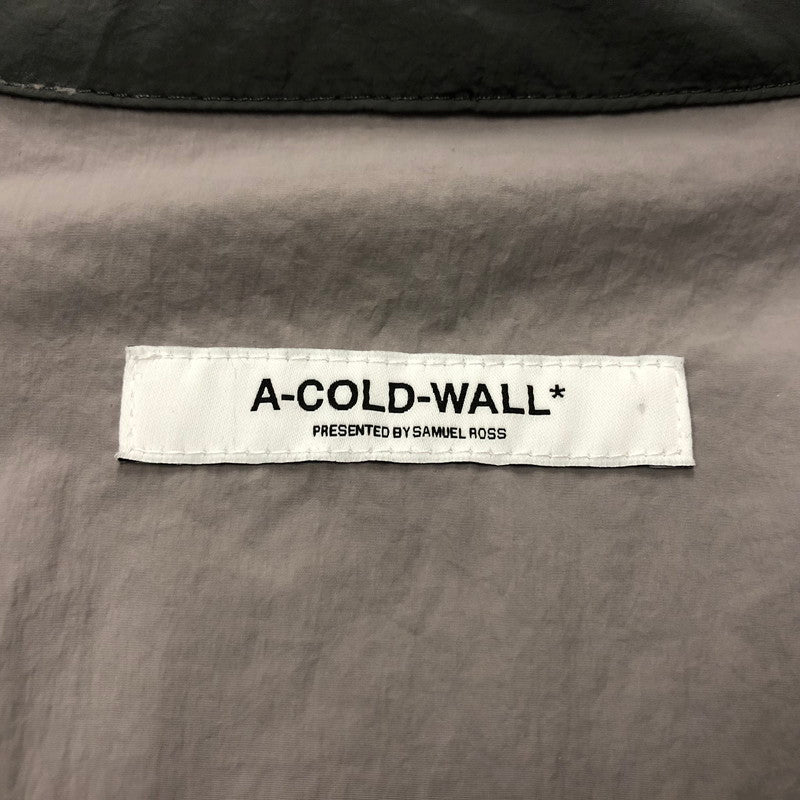 A-COLD-WALL*
PRESENTED BY SAMUEL ROSS